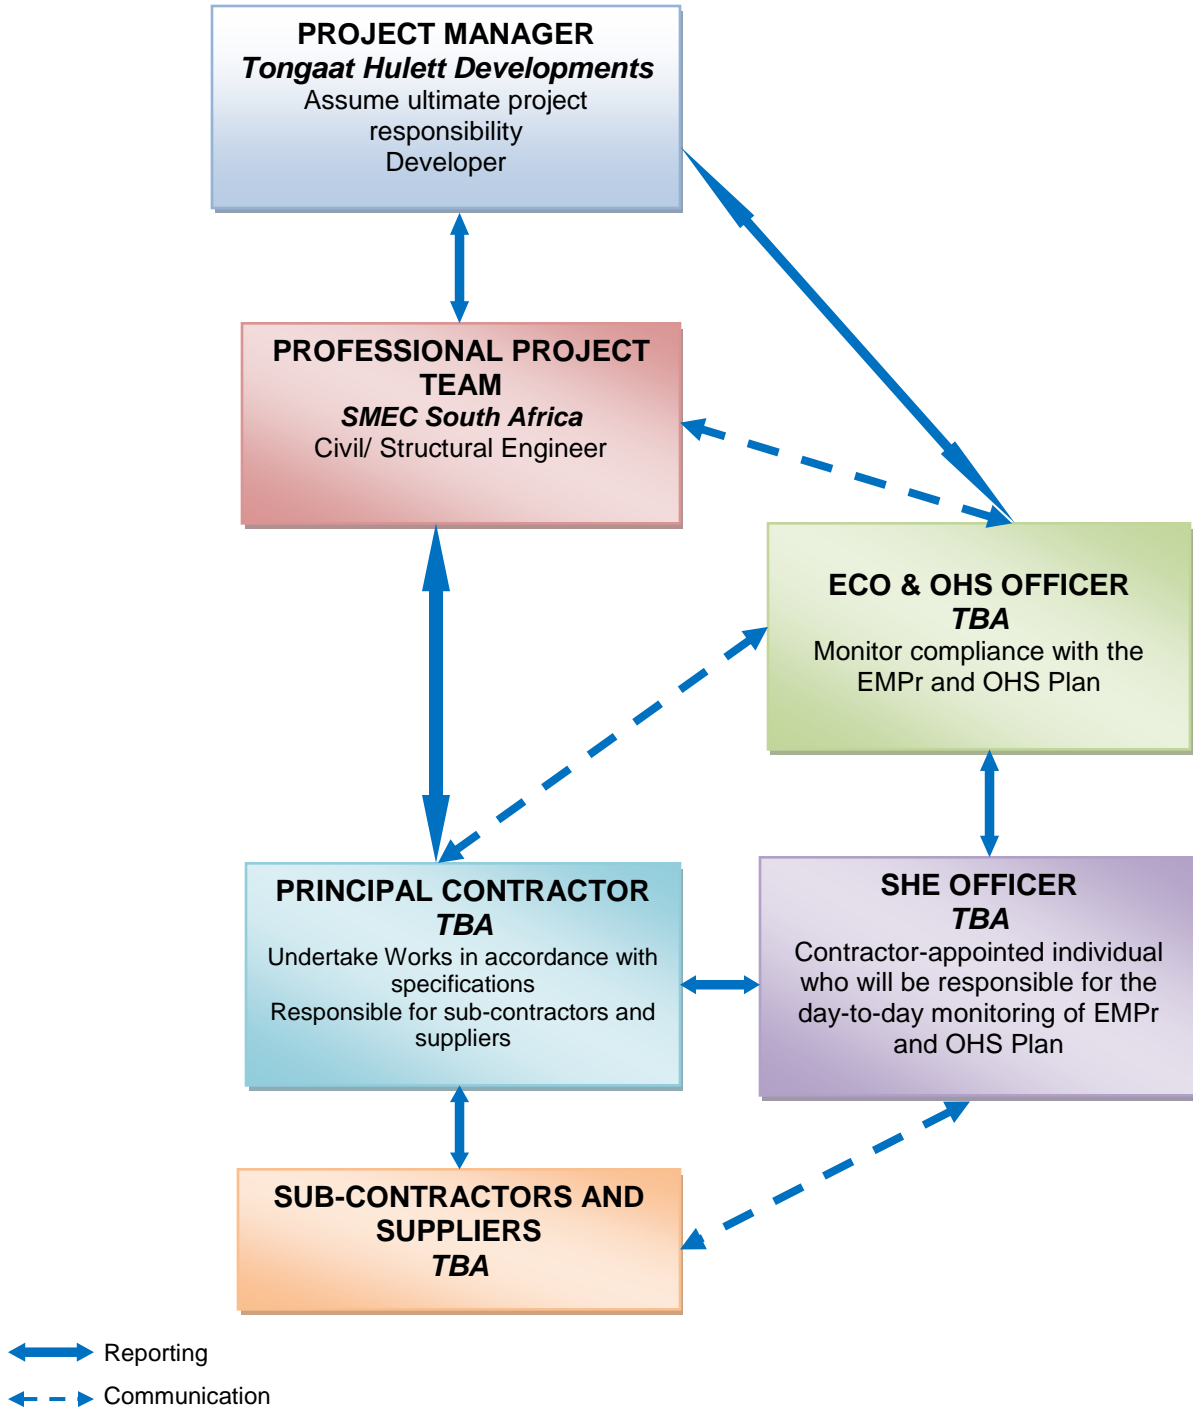 PROJECT MANAGER
Tongaat Hulett Developments
Assume ultimate project
responsibility
Developer
PROFESSIONAL PROJECT
TEAM
SMEC South Africa
Civil/ Structural Engineer
ECO & OHS OFFICER
TBA
Monitor compliance with the
EMPr and OHS Plan
PRINCIPAL CONTRACTOR
TBA
Undertake Works in accordance with
specifications
Responsible for sub-contractors and
suppliers
SHE OFFICER
TBA
Contractor-appointed individual
who will be responsible for the
day-to-day monitoring of EMPr
and OHS Plan
SUB-CONTRACTORS AND
SUPPLIERS
TBA
Reporting
Communication